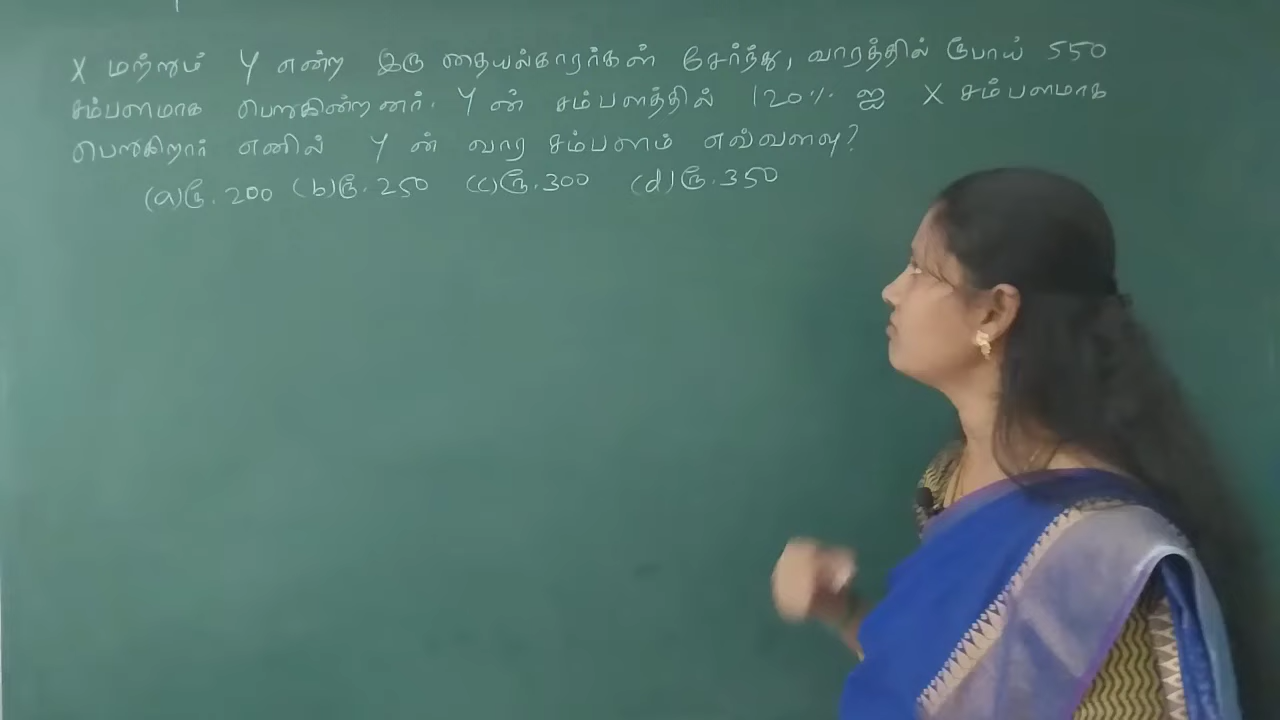 X மற்றும் Y என்ற இரு தையல்காரர்கள் சேர்ந்து, வாரத்தில் ரூபாய் 550
சம்பளமாக பெறுகின்றனர். Y ன் சம்பளத்தில் 120% ஐ X சம்பளமாக
பெறுகிறார் எனில் Y ன் வார சம்பளம் எவ்வளவு?
(a) ரூ. 200 (b) ரூ. 250 (c) ரூ. 300 (d) ரூ. 350